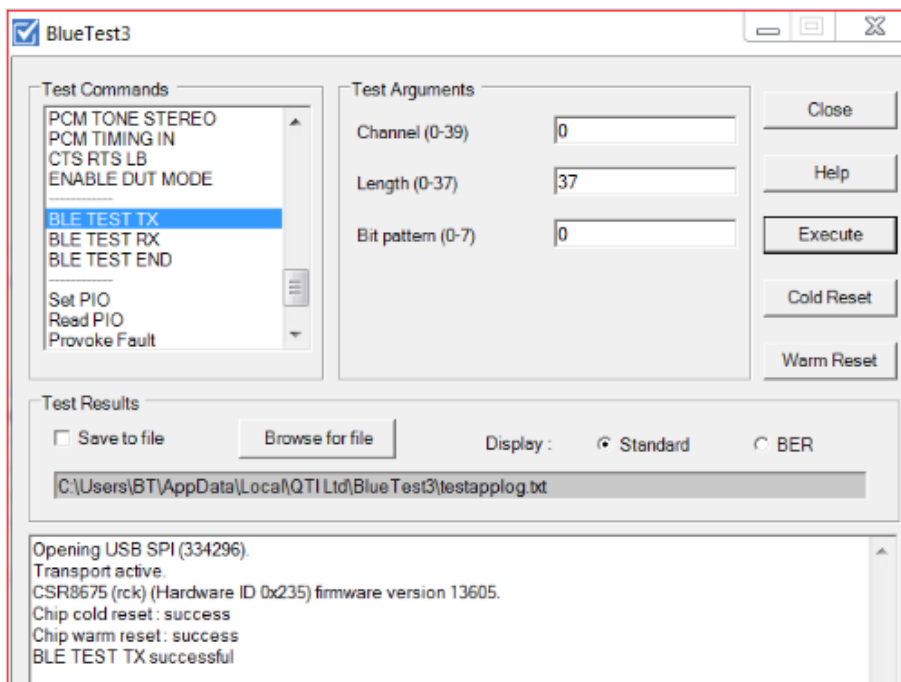 BlueTest3
Test Commands
PCM TONE STEREO
PCM TIMING IN
CTS RTS LB
ENABLE DUT MODE
------------
BLE TEST TX
BLE TEST RX
BLE TEST END
------------
Set PIO
Read PIO
Provoke Fault
Test Arguments
Channel (0-39) 0
Length (0-37) 37
Bit pattern (0-7) 0
Close
Help
Execute
Cold Reset
Warm Reset
Test Results
Save to file Browse for file Display : Standard BER
C:\Users\BT\AppData\Local\QTI Ltd\BlueTest3\testapplog.txt
Opening USB SPI (334296).
Transport active.
CSR8675 (rck) (Hardware ID 0x235) firmware version 13605.
Chip cold reset: success
Chip warm reset: success
BLE TEST TX successful